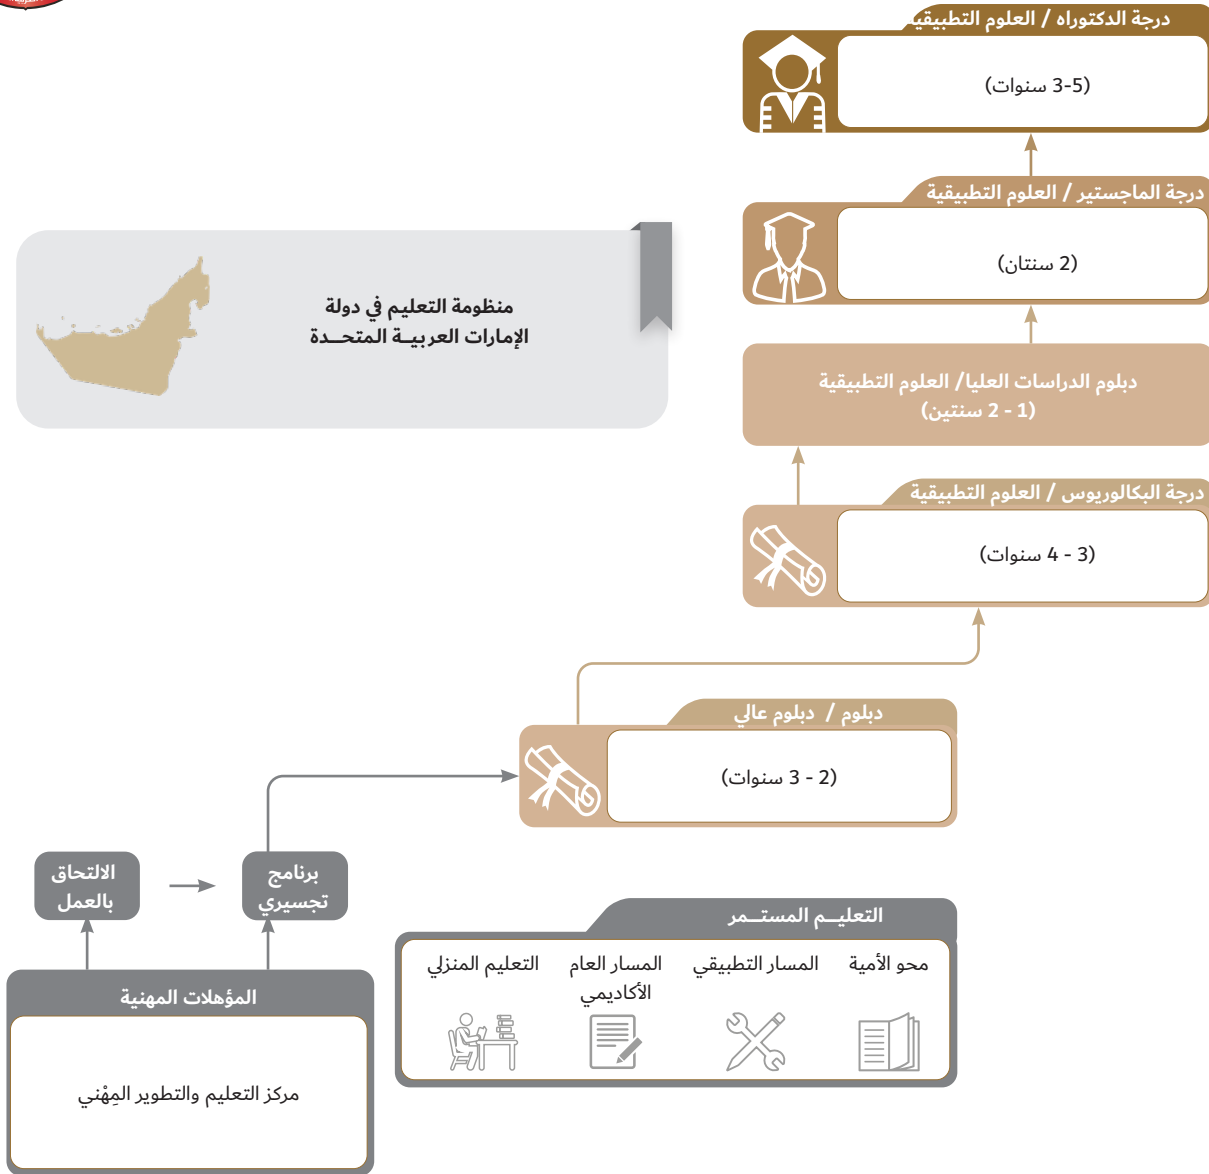 درجة الدكتوراه / العلوم التطبيقية
(3-5 سنوات)
درجة الماجستير / العلوم التطبيقية
(2 سنتان)
منظومة التعليم في دولة
الإمارات العربيــة المتحــدة
دبلوم الدراسات العليا/ العلوم التطبيقية
(1 - 2 سنتين)
درجة البكالوريوس / العلوم التطبيقية
(3 - 4 سنوات)
دبلوم / دبلوم عالي
(2 - 3 سنوات)
برنامج
تجسيري
الالتحاق
بالعمل
التعليــم المستــمر
محو الأمية
المسار التطبيقي
المسار العام
الأكاديمي
التعليم المنزلي
المؤهلات المهنية
مركز التعليم والتطوير المِهْني